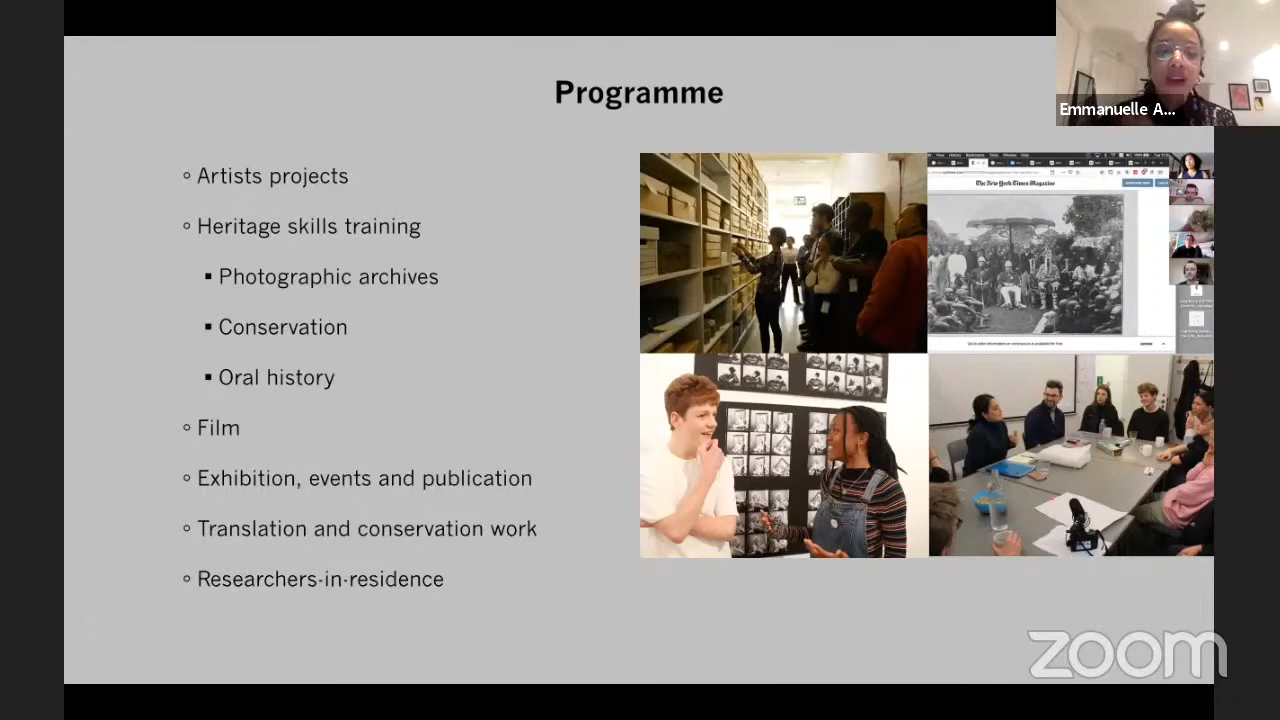 Programme
Emmanuelle A...
Artists projects
Heritage skills training
Photographic archives
Conservation
Oral history
Film
Exhibition, events and publication
Translation and conservation work
Researchers-in-residence
The New York Times Magazine
zoom